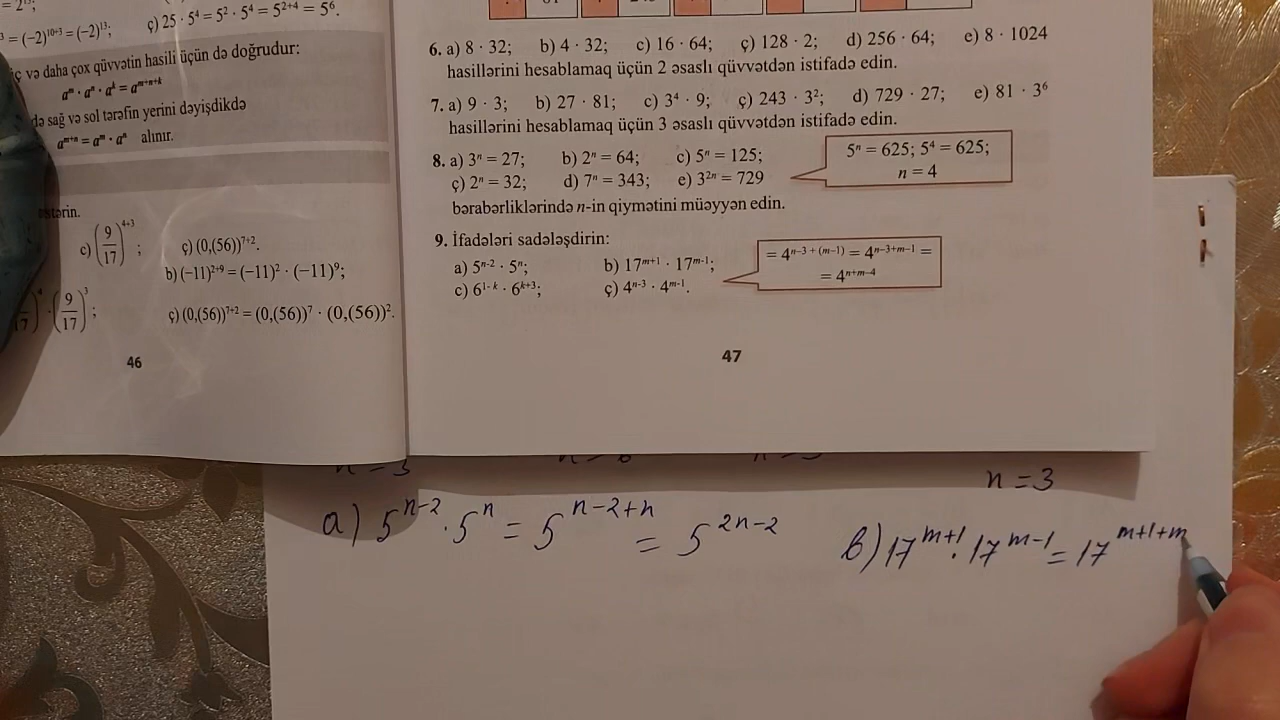 = 2¹³;
³ = (−2)¹⁰⁺³ = (−2)¹³;
ç) 25 · 5⁴ = 5² · 5⁴ = 5²⁺⁴ = 5⁶.
üç və daha çox qüvvətin hasili üçün də doğrudur:
aᵐ · aⁿ · aᵏ = aᵐ⁺ⁿ⁺ᵏ
də sağ və sol tərəfin yerini dəyişdikdə
aᵐ⁺ⁿ = aᵐ · aⁿ alınır.
c) (9/17)⁴⁺³; ç) (0,(56))⁷⁺².
b) (−11)²⁺⁹ = (−11)² · (−11)⁹;
· (9/17)³; ç) (0,(56))⁷⁺² = (0,(56))⁷ · (0,(56))².
46
6. a) 8 · 32; b) 4 · 32; c) 16 · 64; ç) 128 · 2; d) 256 · 64; e) 8 · 1024
hasillərini hesablamaq üçün 2 əsaslı qüvvətdən istifadə edin.
7. a) 9 · 3; b) 27 · 81; c) 3⁴ · 9; ç) 243 · 3²; d) 729 · 27; e) 81 · 3⁶
hasillərini hesablamaq üçün 3 əsaslı qüvvətdən istifadə edin.
8. a) 3ⁿ = 27; b) 2ⁿ = 64; c) 5ⁿ = 125;
ç) 2ⁿ = 32; d) 7ⁿ = 343; e) 3²ⁿ = 729
bərabərliklərində n-in qiymətini müəyyən edin.
5ⁿ = 625; 5⁴ = 625;
n = 4
9. İfadələri sadələşdirin:
a) 5ⁿ⁻² · 5ⁿ; b) 17ᵐ⁺¹ · 17ᵐ⁻¹;
c) 6¹⁻ᵏ · 6ᵏ⁺³; ç) 4ⁿ⁻³ · 4ᵐ⁻¹.
= 4ⁿ⁻³⁺⁽ᵐ⁻¹⁾ = 4ⁿ⁻³⁺ᵐ⁻¹ =
= 4ⁿ⁺ᵐ⁻⁴
47
n = 3
a) 5ⁿ⁻² · 5ⁿ = 5ⁿ⁻²⁺ⁿ = 5²ⁿ⁻²
b) 17ᵐ⁺¹ · 17ᵐ⁻¹ = 17ᵐ⁺¹⁺ᵐ